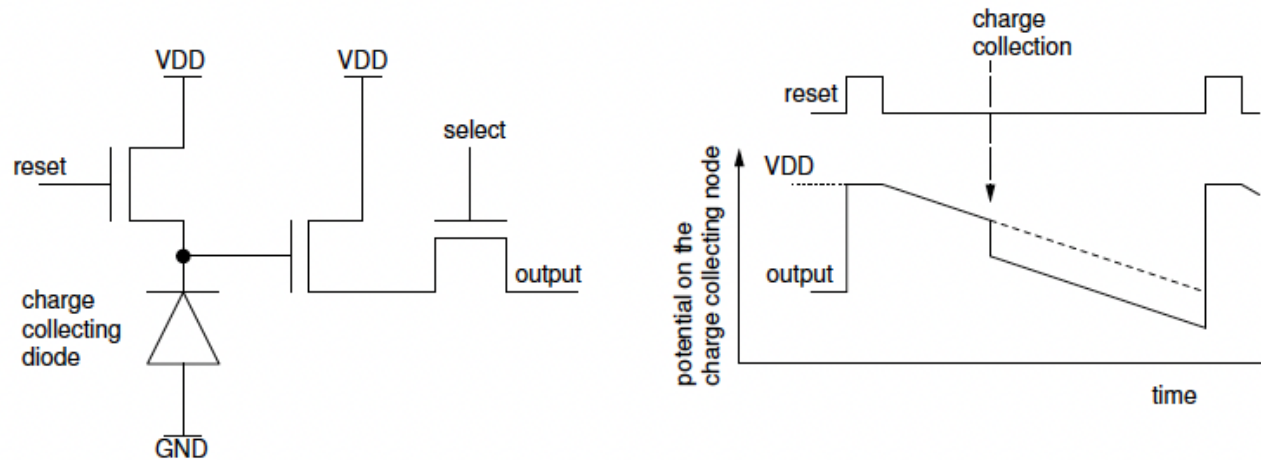 VDD
VDD
select
reset
output
charge
collecting
diode
GND
charge
collection
reset
VDD
output
potential on the
charge collecting node
time